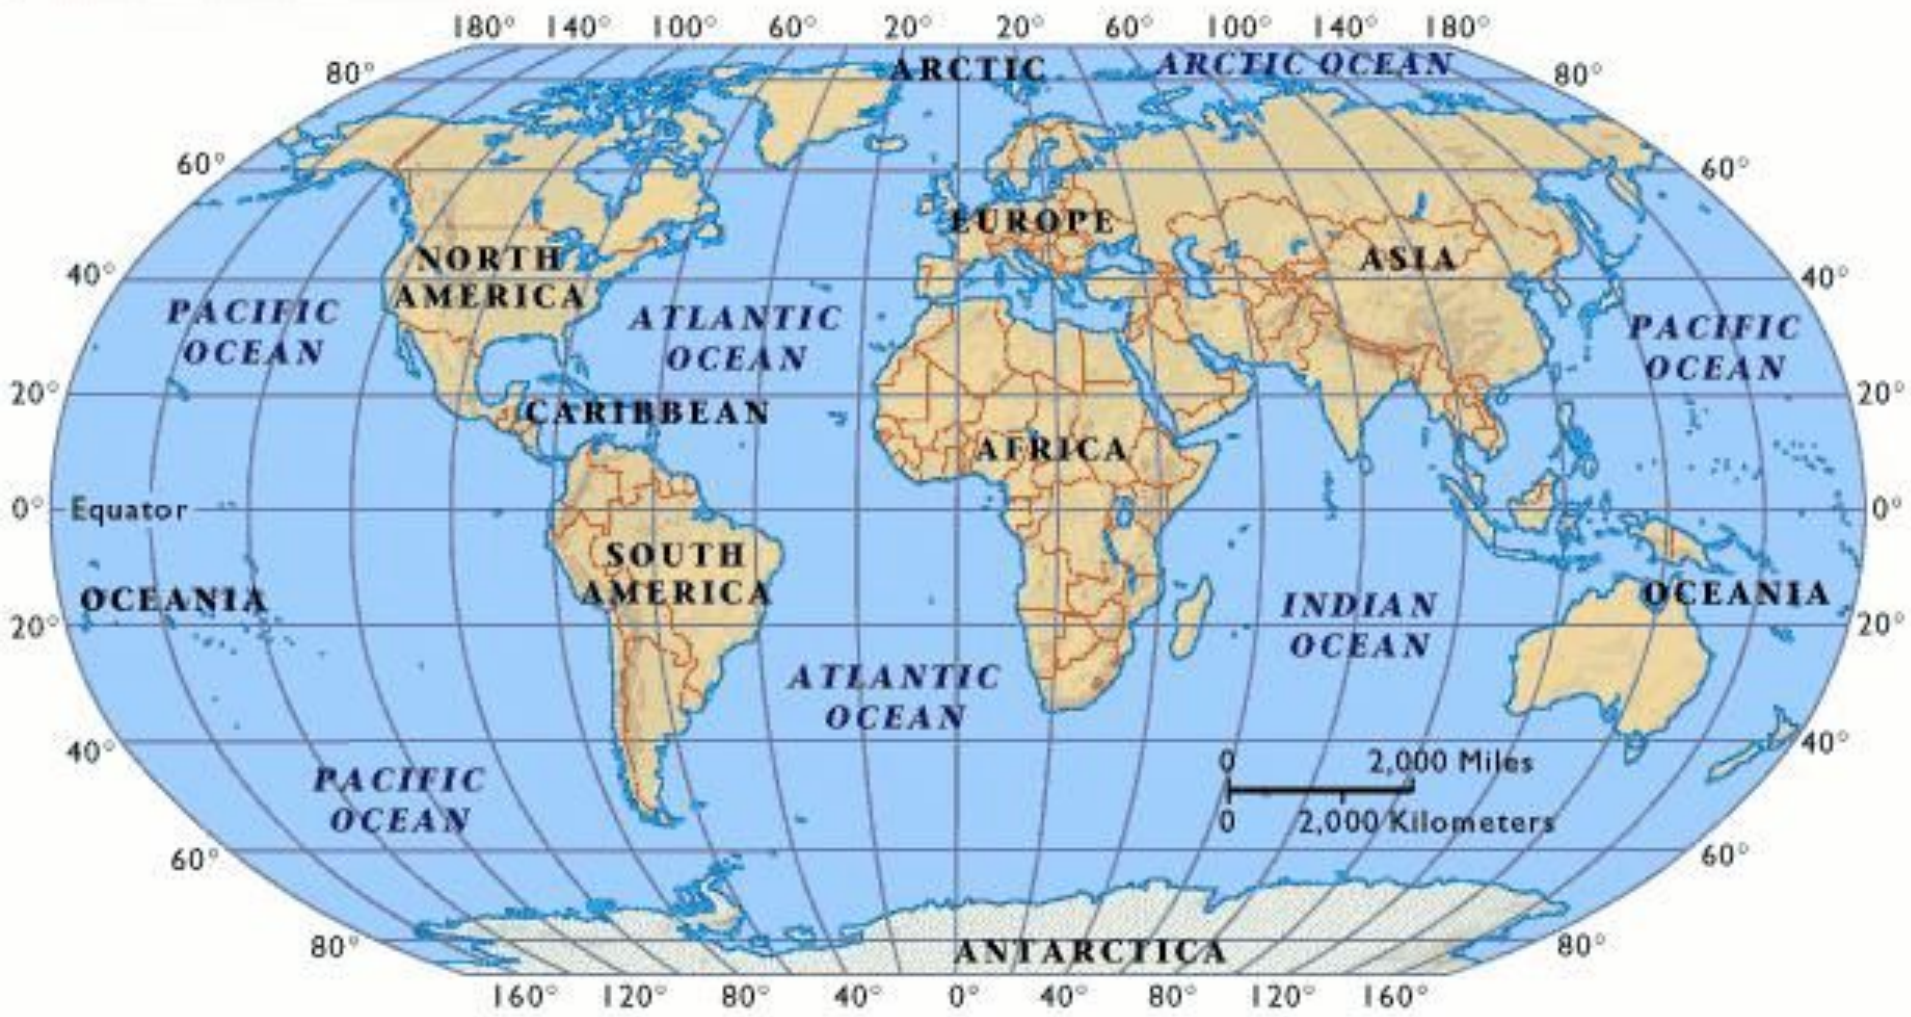 180° 140° 100° 60° 20° 20° 60° 100° 140° 180°
ARCTIC
ARCTIC OCEAN
80° 80°
60° 60°
EUROPE
NORTH
AMERICA
ASIA
40° 40°
PACIFIC
OCEAN
ATLANTIC
OCEAN
PACIFIC
OCEAN
20° 20°
CARIBBEAN
AFRICA
0° Equator 0°
SOUTH
AMERICA
OCEANIA
OCEANIA
INDIAN
OCEAN
20° 20°
ATLANTIC
OCEAN
40° 40°
PACIFIC
OCEAN
0 2,000 Miles
0 2,000 Kilometers
60° 60°
80° 80°
ANTARCTICA
160° 120° 80° 40° 0° 40° 80° 120° 160°